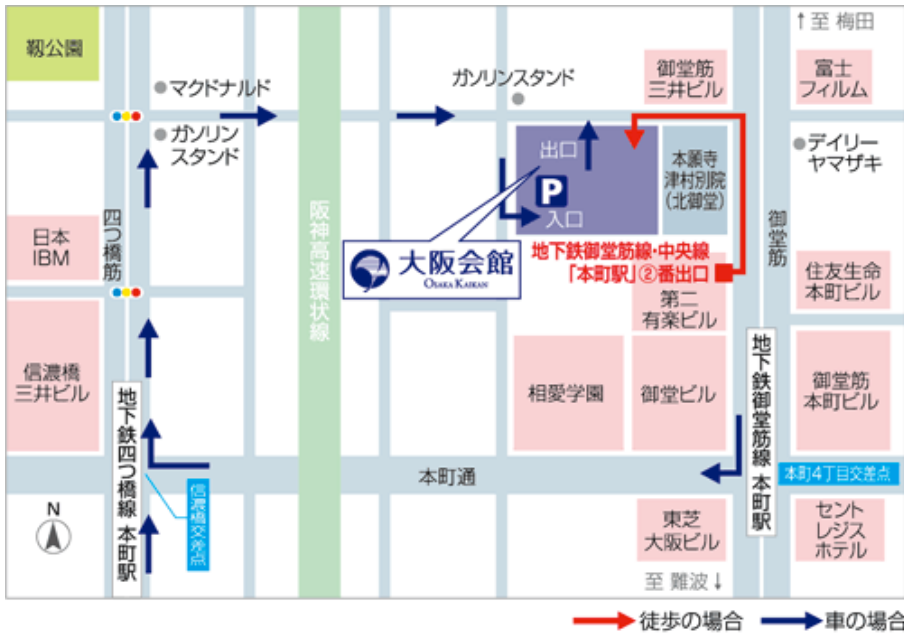 ↑至 梅田
靱公園
マクドナルド
ガソリンスタンド
御堂筋
三井ビル
富士
フィルム
ガソリン
スタンド
出口
本願寺
津村別院
(北御堂)
デイリー
ヤマザキ
P
入口
四つ橋筋
阪神高速環状線
御堂筋
日本
IBM
大阪会館
OSAKA KAIKAN
地下鉄御堂筋線・中央線
「本町駅」②番出口
住友生命
本町ビル
第二
有楽ビル
信濃橋
三井ビル
相愛学園
御堂ビル
御堂筋
本町ビル
地下鉄四つ橋線 本町駅
地下鉄御堂筋線 本町駅
本町通
本町4丁目交差点
信濃橋交差点
N
東芝
大阪ビル
セント
レジス
ホテル
至 難波↓
徒歩の場合
車の場合